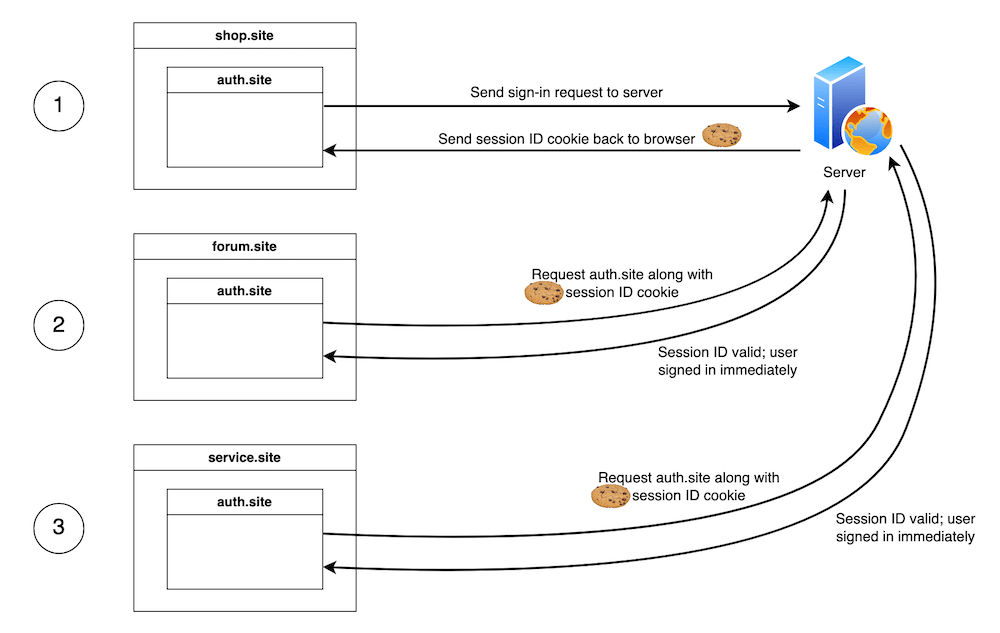 shop.site
auth.site
1
Send sign-in request to server
Send session ID cookie back to browser
Server
forum.site
auth.site
2
Request auth.site along with
session ID cookie
Session ID valid; user
signed in immediately
service.site
auth.site
3
Request auth.site along with
session ID cookie
Session ID valid; user
signed in immediately